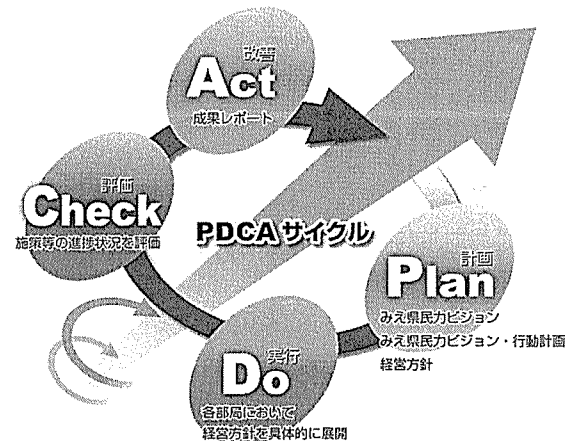 改善
Act
成果レポート
評価
Check
施策等の進捗状況を評価
PDCAサイクル
計画
Plan
みえ県民力ビジョン
みえ県民力ビジョン・行動計画
経営方針
実行
Do
各部局において
経営方針を具体的に展開